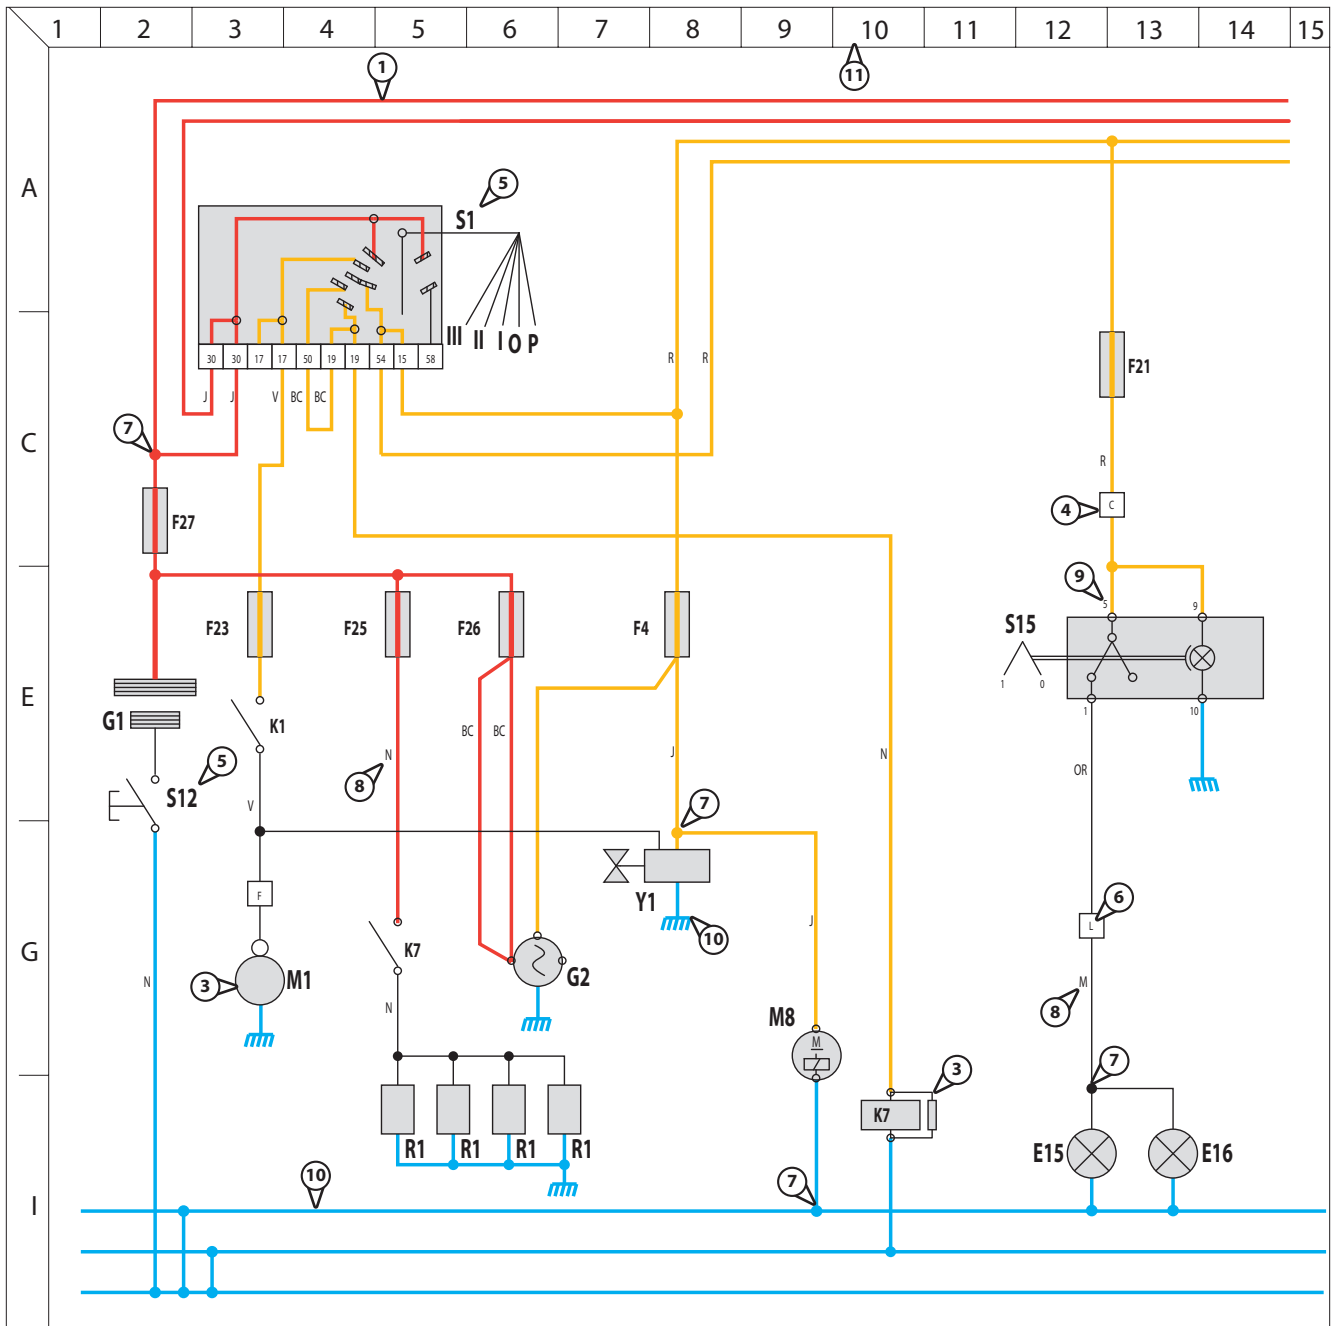 1 2 3 4 5 6 7 8 9 10 11 12 13 14 15
1 11
A
5
S1
III II I O P
30 30 17 17 50 19 19 54 15 58
R R
F21
J J V BC BC
7
C
R
4 C
F27
9
5 9
F23 F25 F26 F4 S15
1 0
E
1 10
G1 K1 BC BC
5 N J N OR
S12 8
V
7
F Y1 6
L
10 J
K7
G
3 M1 G2
N M
8
N M8
M
7
3
K7
R1 R1 R1 R1 E15 E16
10 7
I